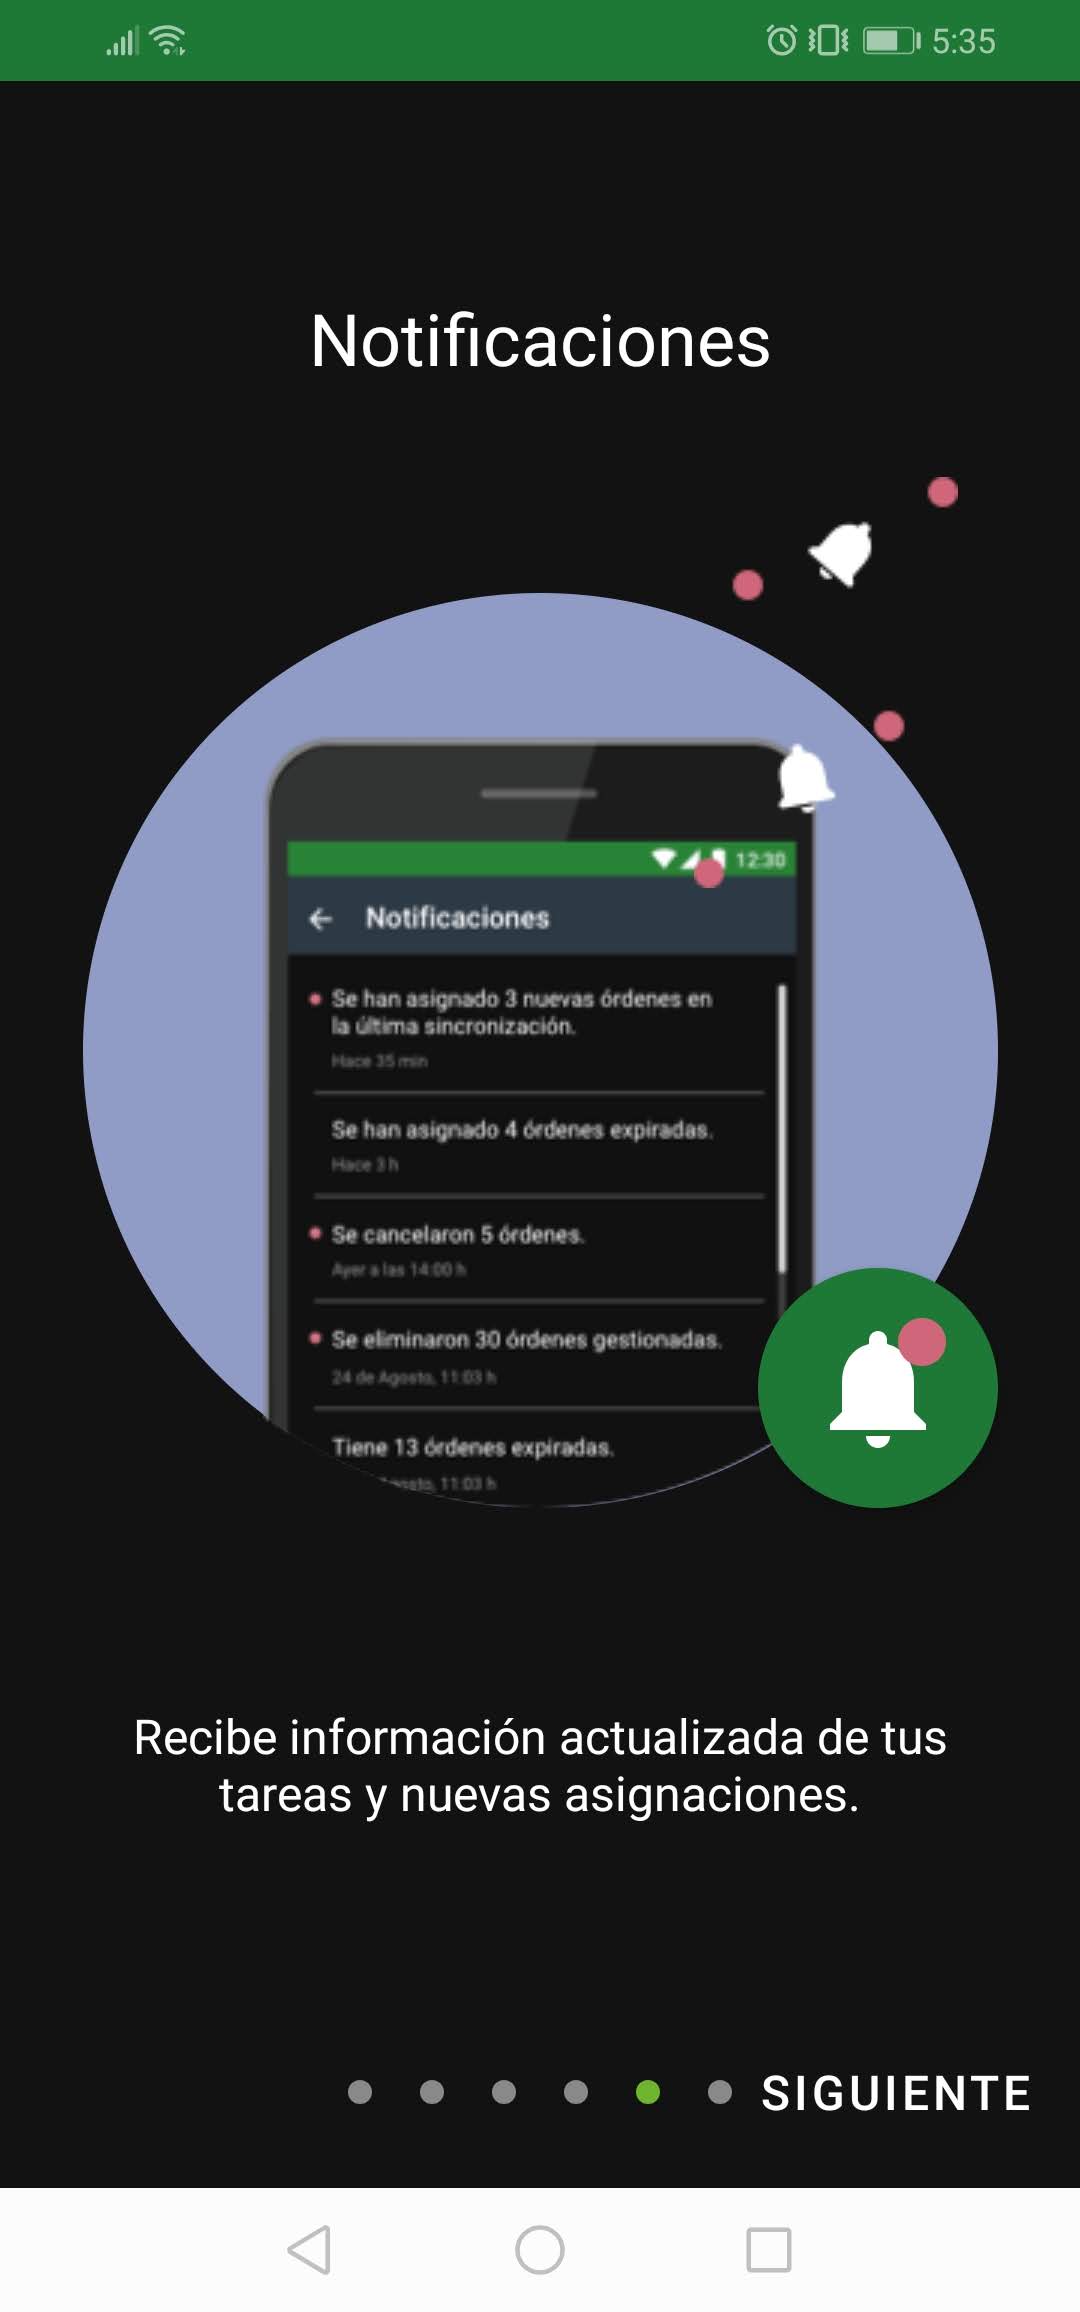 5:35
Notificaciones
12:30
Notificaciones
Se han asignado 3 nuevas órdenes en
la última sincronización.
Hace 35 min
Se han asignado 4 órdenes expiradas.
Hace 3 h
Se cancelaron 5 órdenes.
Ayer a las 14:00 h
Se eliminaron 30 órdenes gestionadas.
24 de Agosto, 11:03 h
Tiene 13 órdenes expiradas.
11:03 h
Recibe información actualizada de tus
tareas y nuevas asignaciones.
SIGUIENTE